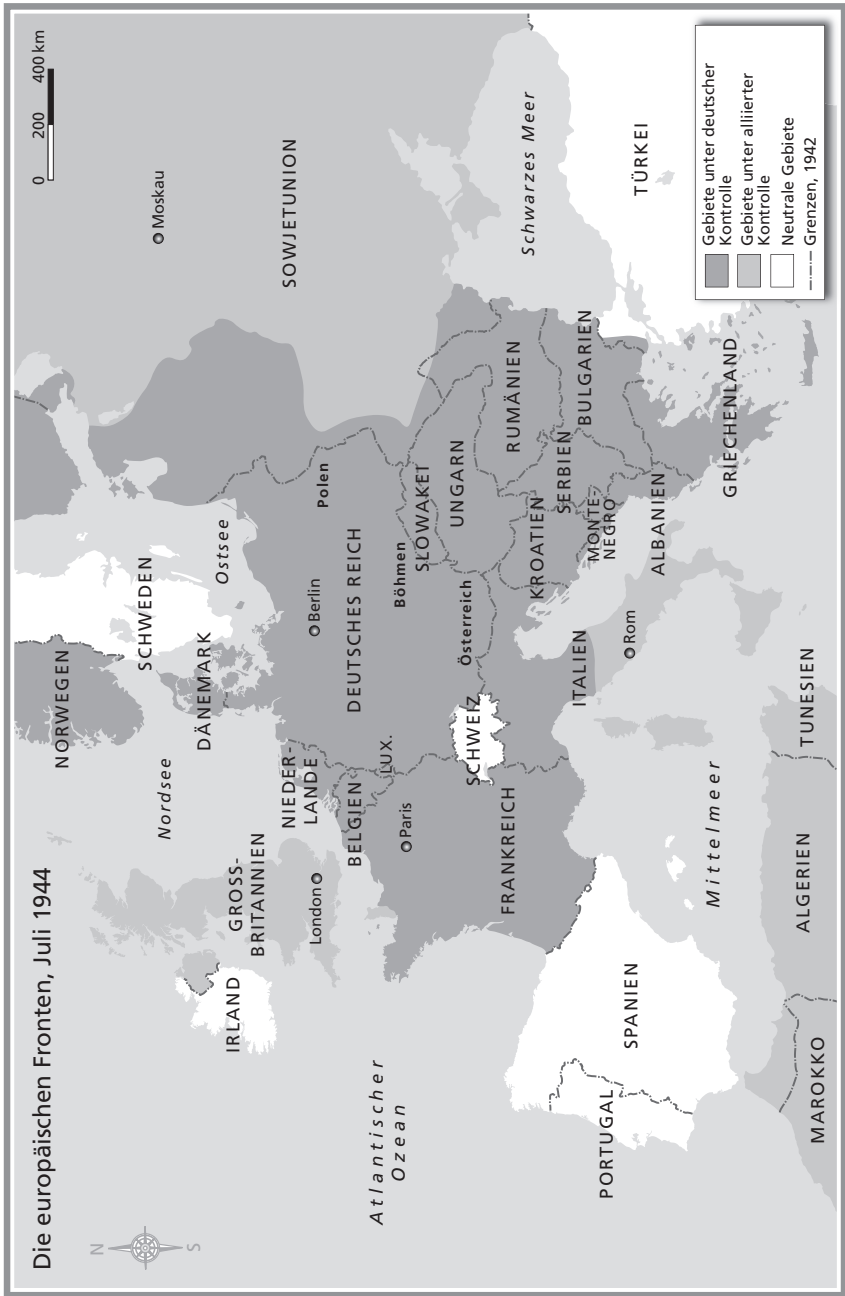 Die europäischen Fronten, Juli 1944
N
S
0 200 400 km
NORWEGEN
SCHWEDEN
Moskau
Nordsee
DÄNEMARK
Ostsee
SOWJETUNION
IRLAND
GROSS-
BRITANNIEN
London
NIEDER-
LANDE
Berlin
Polen
BELGIEN
DEUTSCHES REICH
LUX.
Paris
Böhmen
SLOWAKEI
Atlantischer
Ozean
Österreich
UNGARN
SCHWEIZ
FRANKREICH
RUMÄNIEN
Schwarzes Meer
KROATIEN
SERBIEN
BULGARIEN
MONTE-
NEGRO
ITALIEN
Rom
ALBANIEN
TÜRKEI
PORTUGAL
SPANIEN
Mittelmeer
GRIECHENLAND
MAROKKO
ALGERIEN
TUNESIEN
Gebiete unter deutscher
Kontrolle
Gebiete unter alliierter
Kontrolle
Neutrale Gebiete
Grenzen, 1942